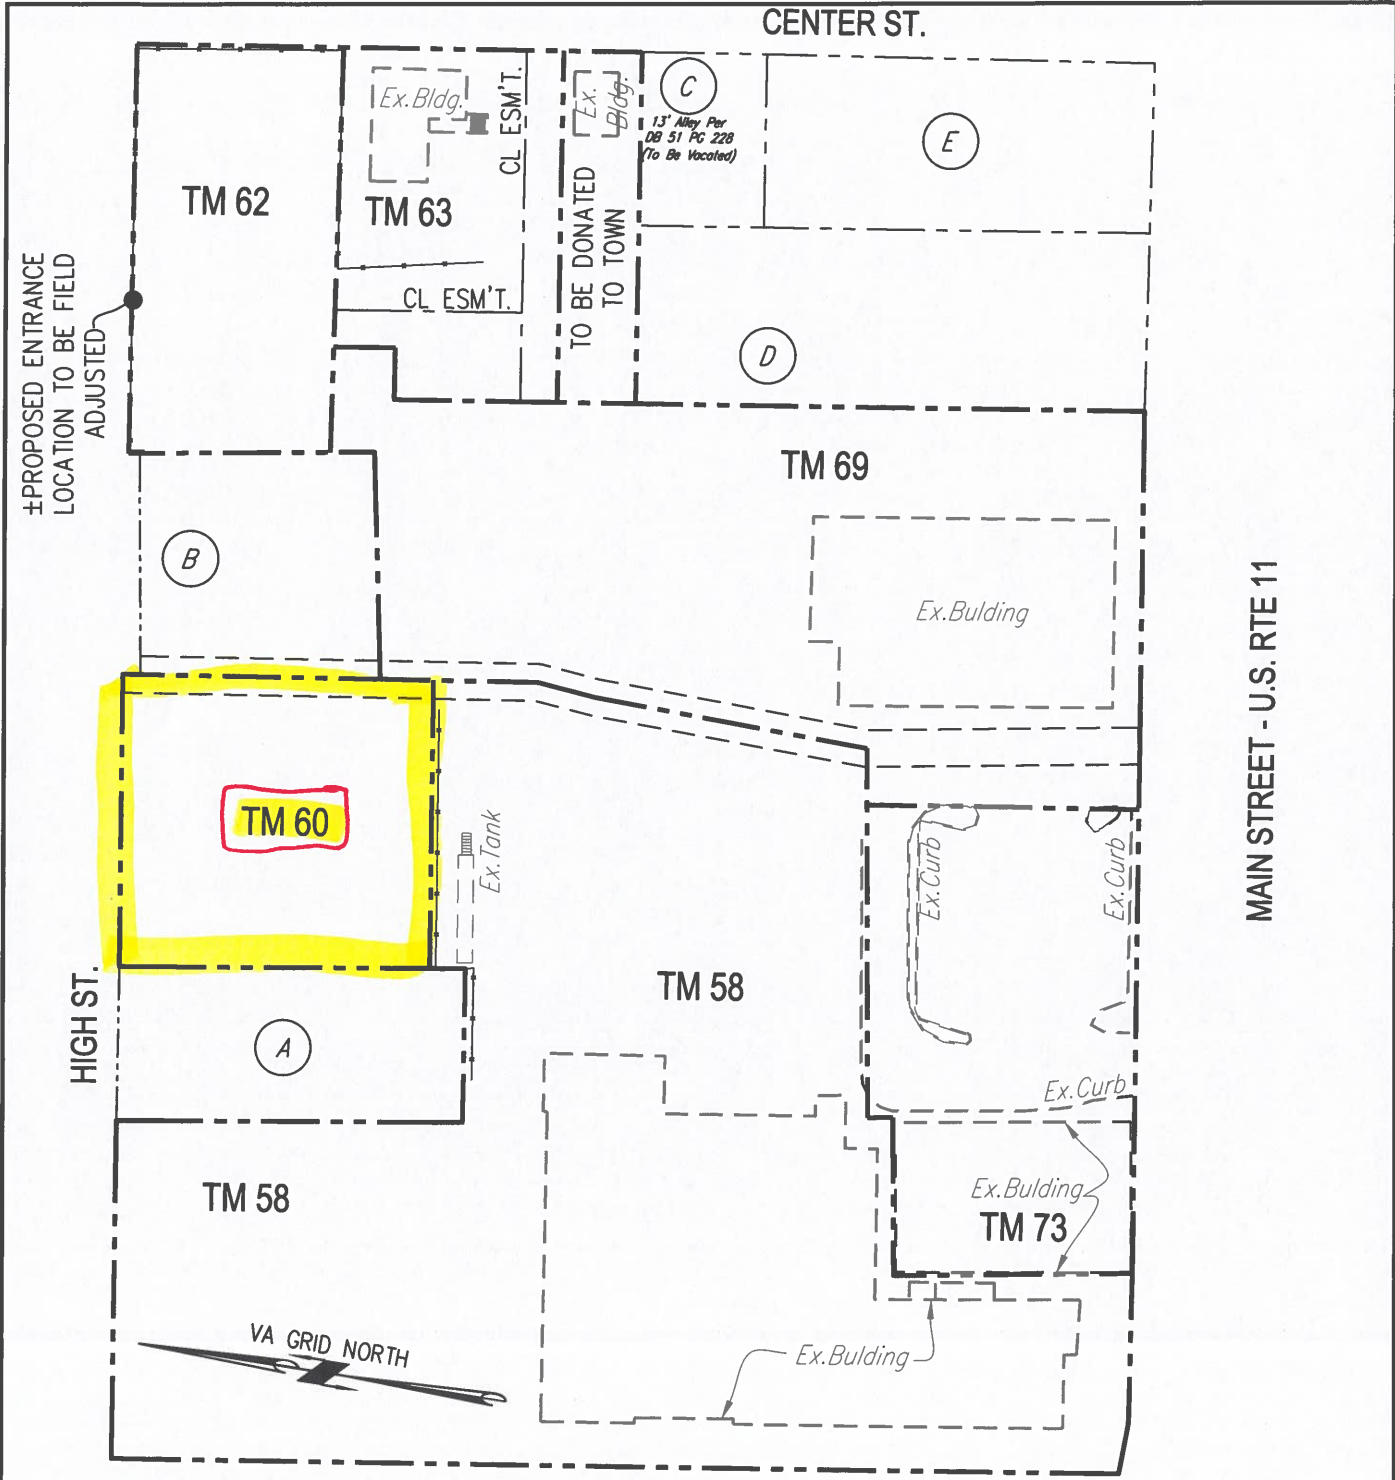 CENTER ST.
C
13' Alley Per
DB 51 PG 228
(To Be Vacated)
E
Ex.Bldg.
CL ESM'T.
Ex.
Bldg.
TM 62
TM 63
TO BE DONATED
TO TOWN
CL ESM'T.
±PROPOSED ENTRANCE
LOCATION TO BE FIELD
ADJUSTED
D
TM 69
B
Ex.Bulding
MAIN STREET - U.S. RTE 11
TM 60
Ex.Tank
Ex.Curb
Ex.Curb
TM 58
HIGH ST.
A
Ex.Curb
TM 58
Ex.Bulding
TM 73
VA GRID NORTH
Ex.Bulding